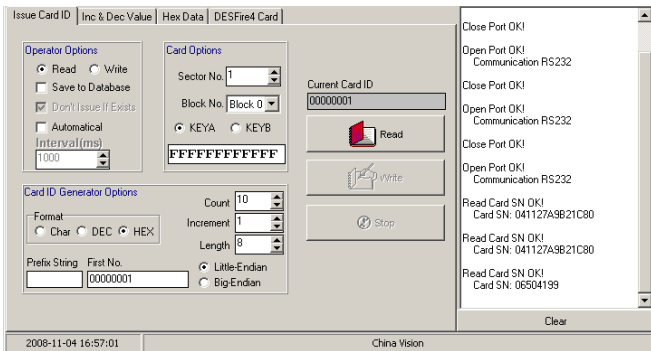 Issue Card ID  Inc & Dec Value  Hex Data  DESFire4 Card
Operator Options
Read  Write
Save to Database
Don't Issue If Exists
Automatical
Interval(ms)
1000
Card Options
Sector No. 1
Block No. Block 0
KEYA  KEYB
FFFFFFFFFFFF
Current Card ID
00000001
Read
Write
Stop
Card ID Generator Options
Format
Char  DEC  HEX
Prefix String  First No.
00000001
Count 10
Increment 1
Length 8
Little-Endian
Big-Endian
Close Port OK!
Open Port OK!
Communication RS232
Close Port OK!
Open Port OK!
Communication RS232
Close Port OK!
Open Port OK!
Communication RS232
Read Card SN OK!
Card SN: 041127A9B21C80
Read Card SN OK!
Card SN: 041127A9B21C80
Read Card SN OK!
Card SN: 06504199
Clear
2008-11-04 16:57:01  China Vision